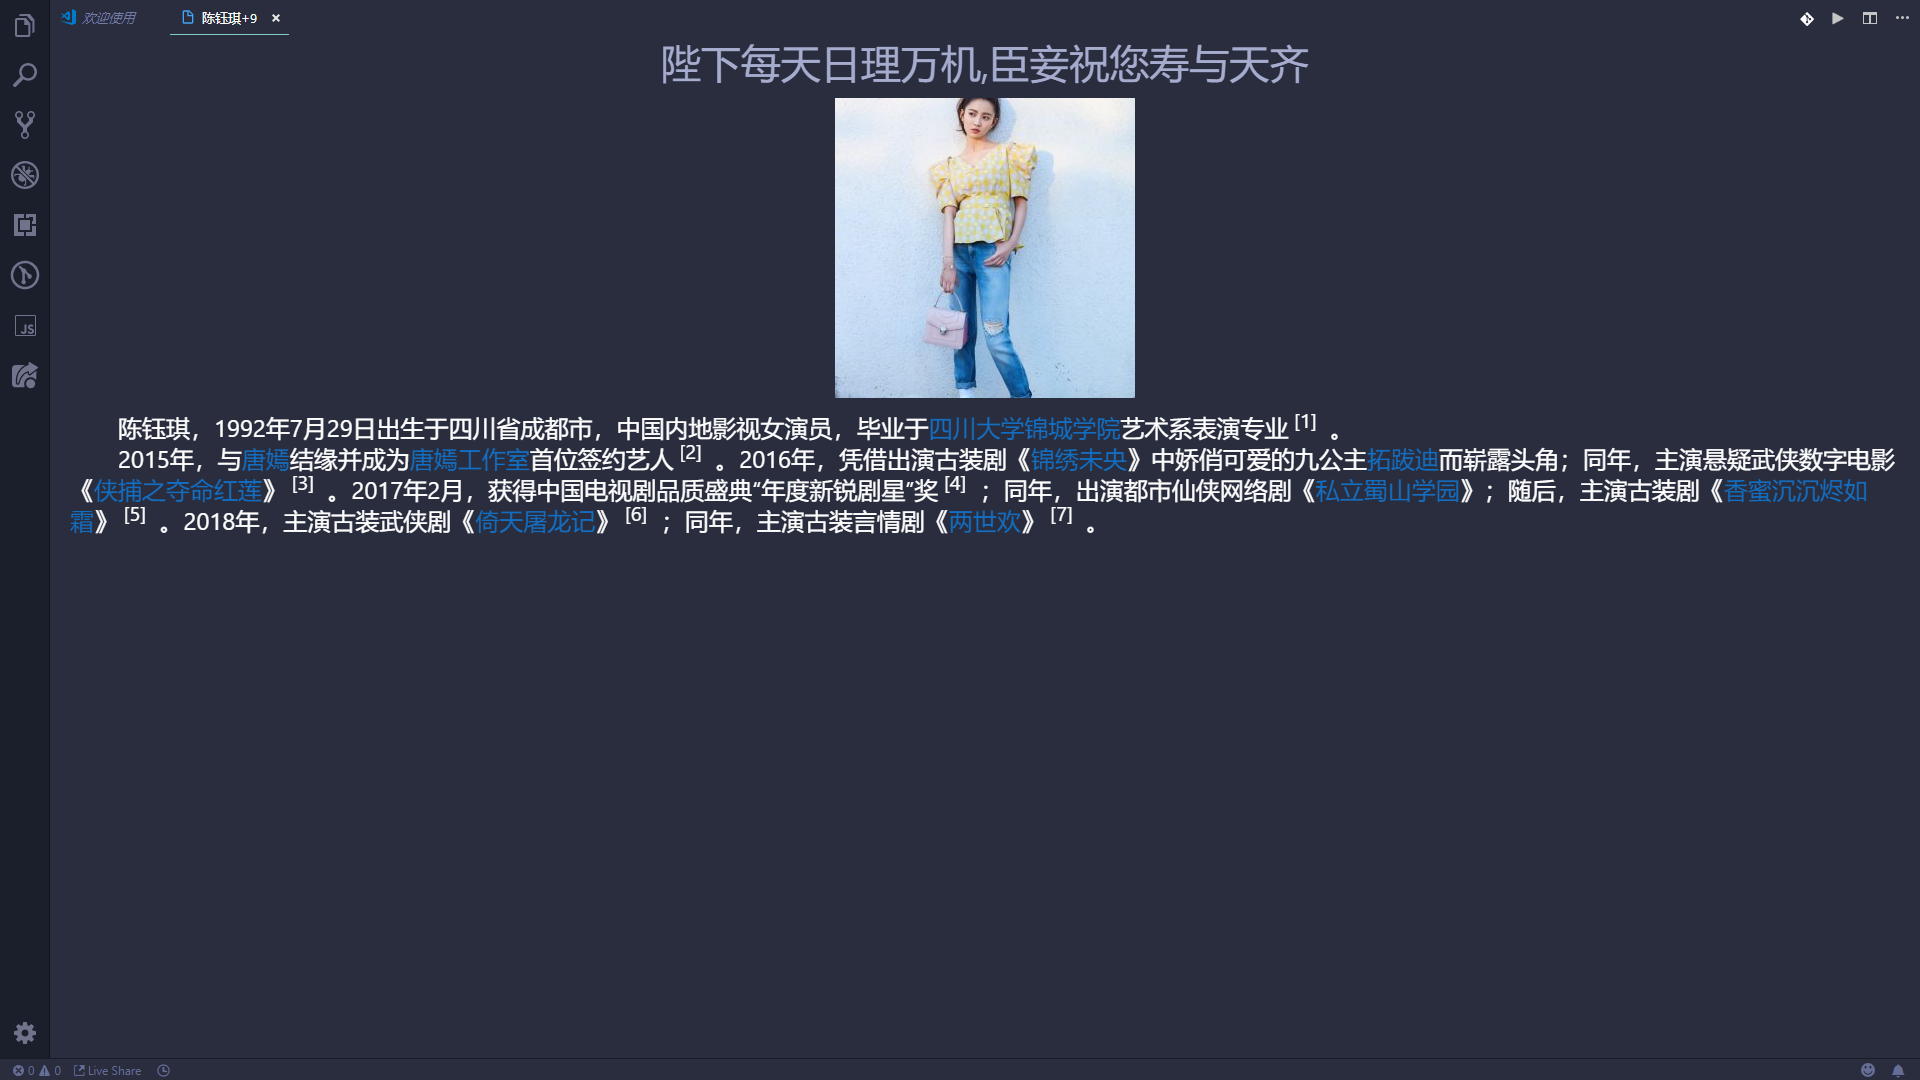 欢迎使用
陈钰琪+9
陛下每天日理万机,臣妾祝您寿与天齐
陈钰琪，1992年7月29日出生于四川省成都市，中国内地影视女演员，毕业于四川大学锦城学院艺术系表演专业 [1] 。
2015年，与唐嫣结缘并成为唐嫣工作室首位签约艺人 [2] 。2016年，凭借出演古装剧《锦绣未央》中娇俏可爱的九公主拓跋迪而崭露头角；同年，主演悬疑武侠数字电影
《侠捕之夺命红莲》 [3] 。2017年2月，获得中国电视剧品质盛典“年度新锐剧星”奖 [4] ；同年，出演都市仙侠网络剧《私立蜀山学园》；随后，主演古装剧《香蜜沉沉烬如
霜》 [5] 。2018年，主演古装武侠剧《倚天屠龙记》 [6] ；同年，主演古装言情剧《两世欢》 [7] 。
JS
0 0 Live Share